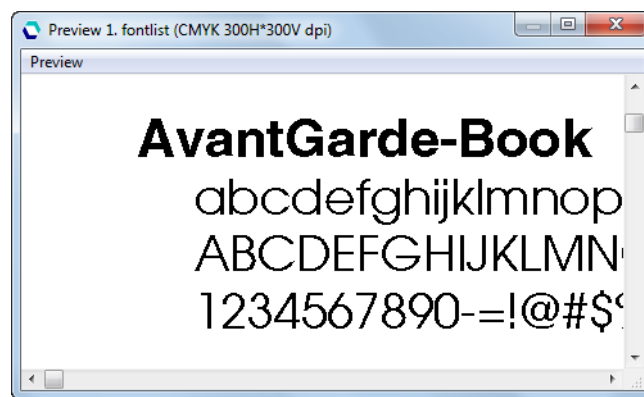 Preview 1. fontlist (CMYK 300H*300V dpi)
Preview
AvantGarde-Book
abcdefghijklmnop
ABCDEFGHIJKLMN
1234567890-=!@#$%